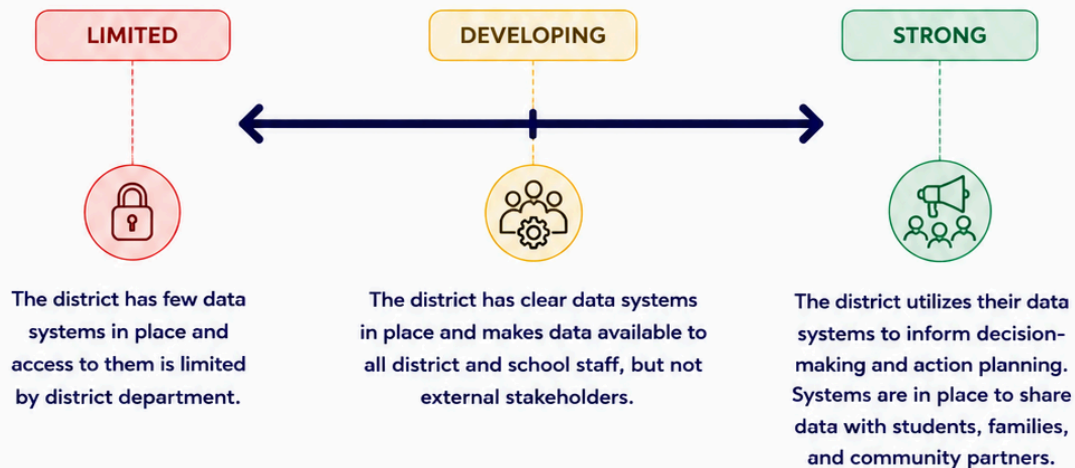 LIMITED
DEVELOPING
STRONG
The district has few data
systems in place and
access to them is limited
by district department.
The district has clear data systems
in place and makes data available to
all district and school staff, but not
external stakeholders.
The district utilizes their data
systems to inform decision-
making and action planning.
Systems are in place to share
data with students, families,
and community partners.